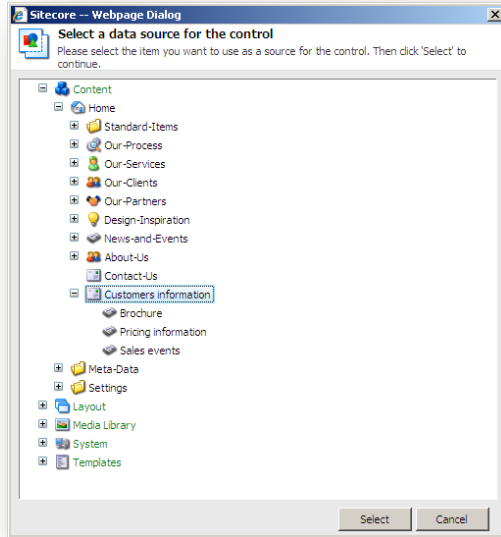 Sitecore -- Webpage Dialog
Select a data source for the control
Please select the item you want to use as a source for the control. Then click 'Select' to
continue.
Content
Home
Standard-Items
Our-Process
Our-Services
Our-Clients
Our-Partners
Design-Inspiration
News-and-Events
About-Us
Contact-Us
Customers information
Brochure
Pricing information
Sales events
Meta-Data
Settings
Layout
Media Library
System
Templates
Select Cancel